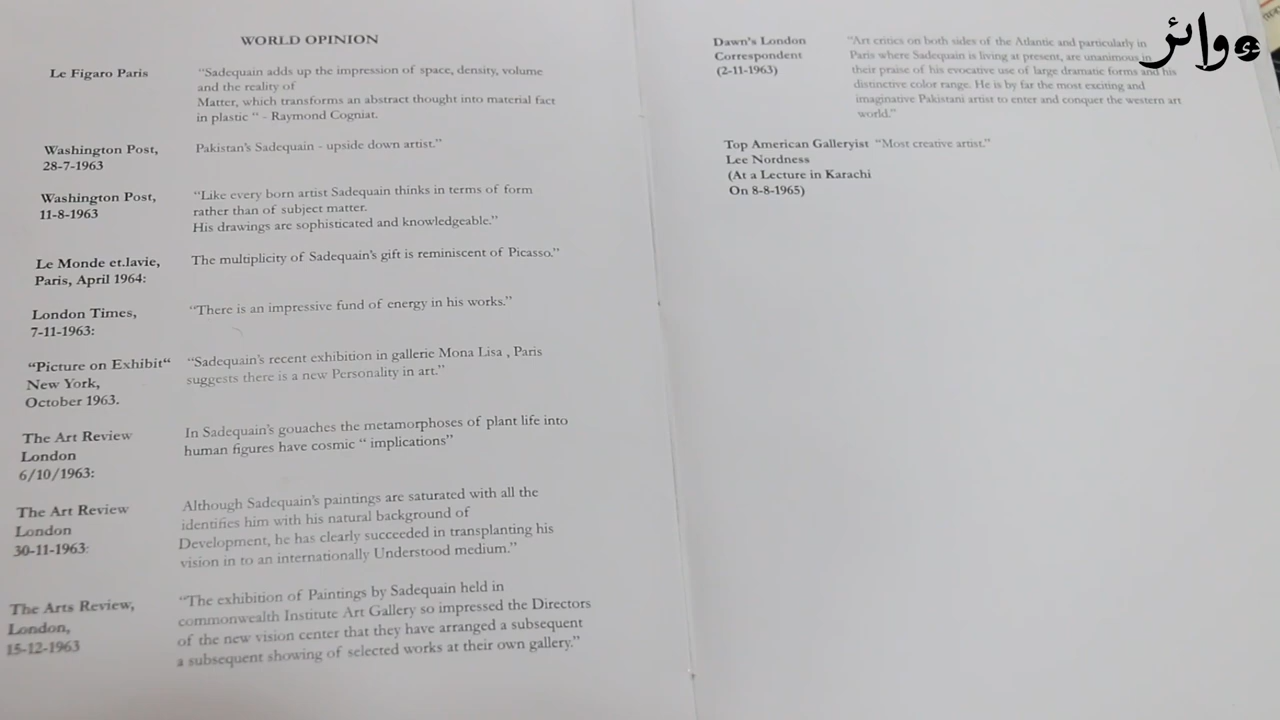 WORLD OPINION
Le Figaro Paris
"Sadequain adds up the impression of space, density, volume
and the reality of
Matter, which transforms an abstract thought into material fact
in plastic " - Raymond Cogniat.
Washington Post,
28-7-1963
Pakistan's Sadequain - upside down artist."
Washington Post,
11-8-1963
"Like every born artist Sadequain thinks in terms of form
rather than of subject matter.
His drawings are sophisticated and knowledgeable."
Le Monde et.lavie,
Paris, April 1964:
The multiplicity of Sadequain's gift is reminiscent of Picasso."
London Times,
7-11-1963:
"There is an impressive fund of energy in his works."
"Picture on Exhibit"
New York,
October 1963.
"Sadequain's recent exhibition in gallerie Mona Lisa , Paris
suggests there is a new Personality in art."
The Art Review
London
6/10/1963:
In Sadequain's gouaches the metamorphoses of plant life into
human figures have cosmic " implications"
The Art Review
London
30-11-1963:
Although Sadequain's paintings are saturated with all the
identifies him with his natural background of
Development, he has clearly succeeded in transplanting his
vision in to an internationally Understood medium."
The Arts Review,
London,
15-12-1963
"The exhibition of Paintings by Sadequain held in
commonwealth Institute Art Gallery so impressed the Directors
of the new vision center that they have arranged a subsequent
a subsequent showing of selected works at their own gallery."
Dawn's London
Correspondent
(2-11-1963)
"Art critics on both sides of the Atlantic and particularly in
Paris where Sadequain is living at present, are unanimous in
their praise of his evocative use of large dramatic forms and his
distinctive color range. He is by far the most exciting and
imaginative Pakistani artist to enter and conquer the western art
world."
Top American Galleryist "Most creative artist."
Lee Nordness
(At a Lecture in Karachi
On 8-8-1965)